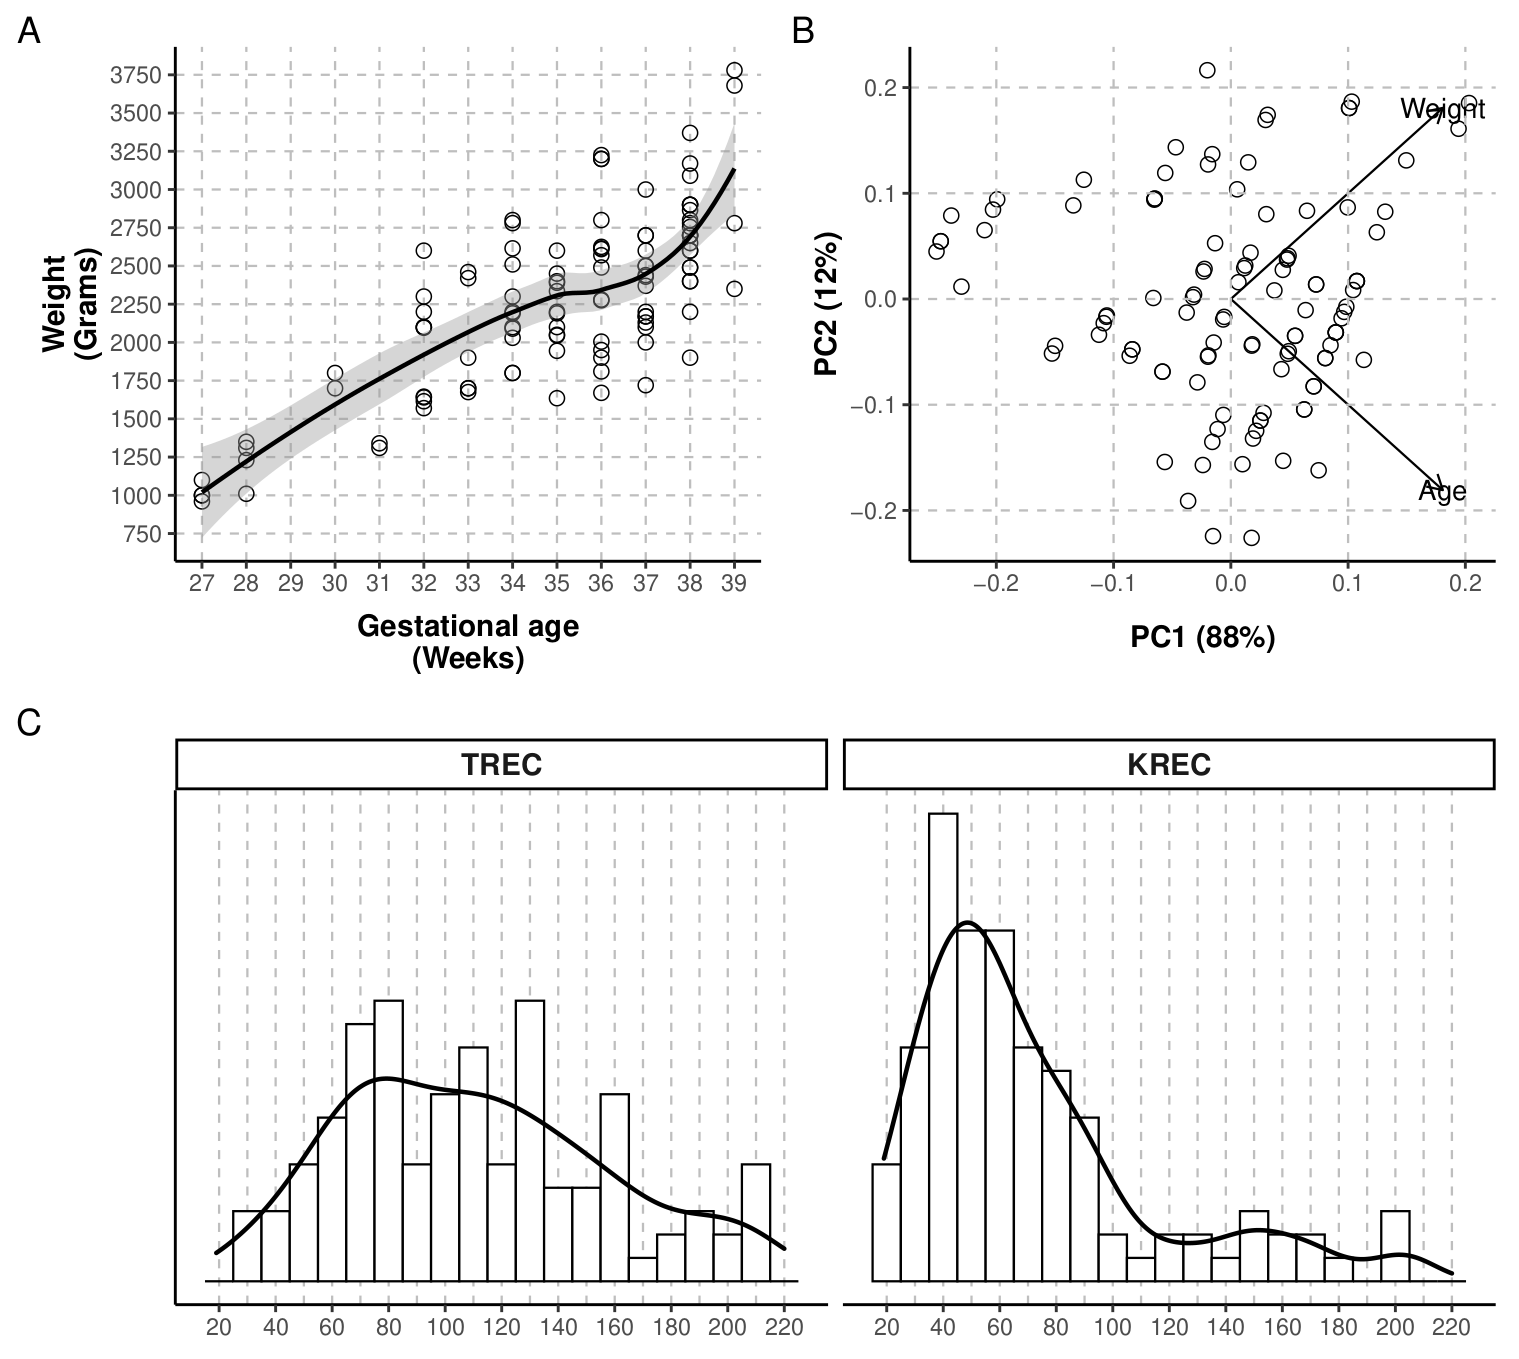 A
3750
3500
3250
3000
2750
2500
2250
2000
1750
1500
1250
1000
750
Weight
(Grams)
27 28 29 30 31 32 33 34 35 36 37 38 39
Gestational age
(Weeks)
B
0.2
0.1
0.0
−0.1
−0.2
PC2 (12%)
Weight
Age
−0.2 −0.1 0.0 0.1 0.2
PC1 (88%)
C
TREC
KREC
20 40 60 80 100 120 140 160 180 200 220
20 40 60 80 100 120 140 160 180 200 220